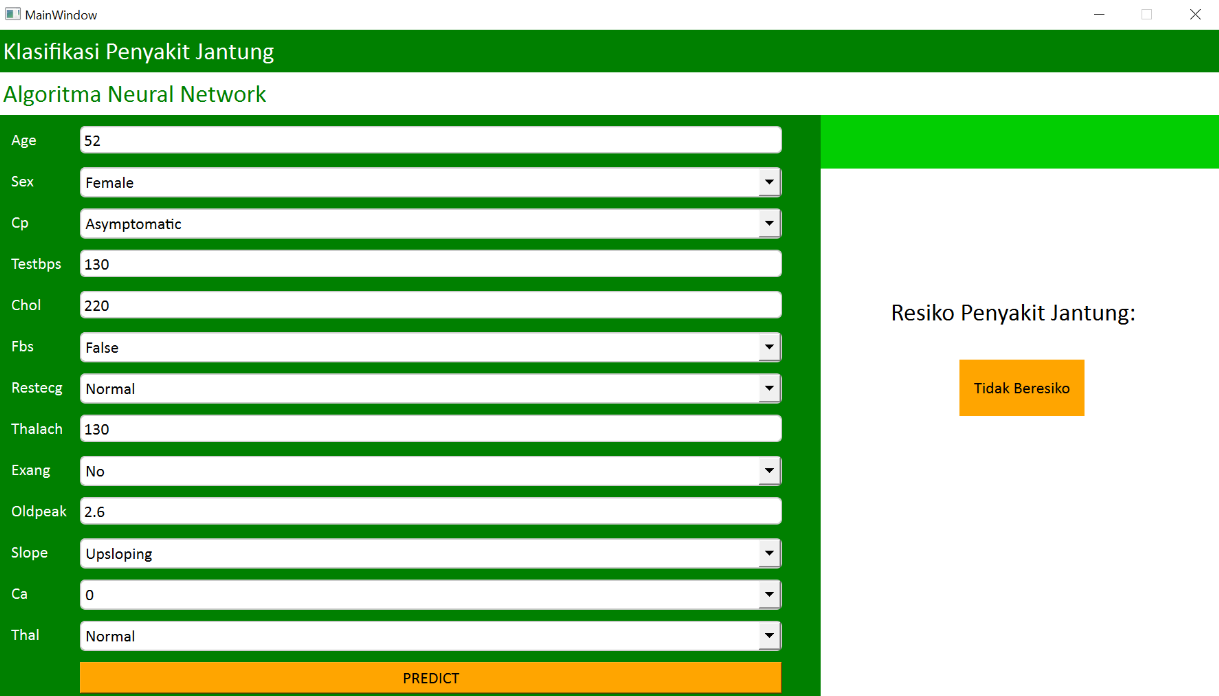 MainWindow
Klasifikasi Penyakit Jantung
Algoritma Neural Network
Age 52
Sex Female
Cp Asymptomatic
Testbps 130
Chol 220
Fbs False
Restecg Normal
Thalach 130
Exang No
Oldpeak 2.6
Slope Upsloping
Ca 0
Thal Normal
PREDICT
Resiko Penyakit Jantung:
Tidak Beresiko